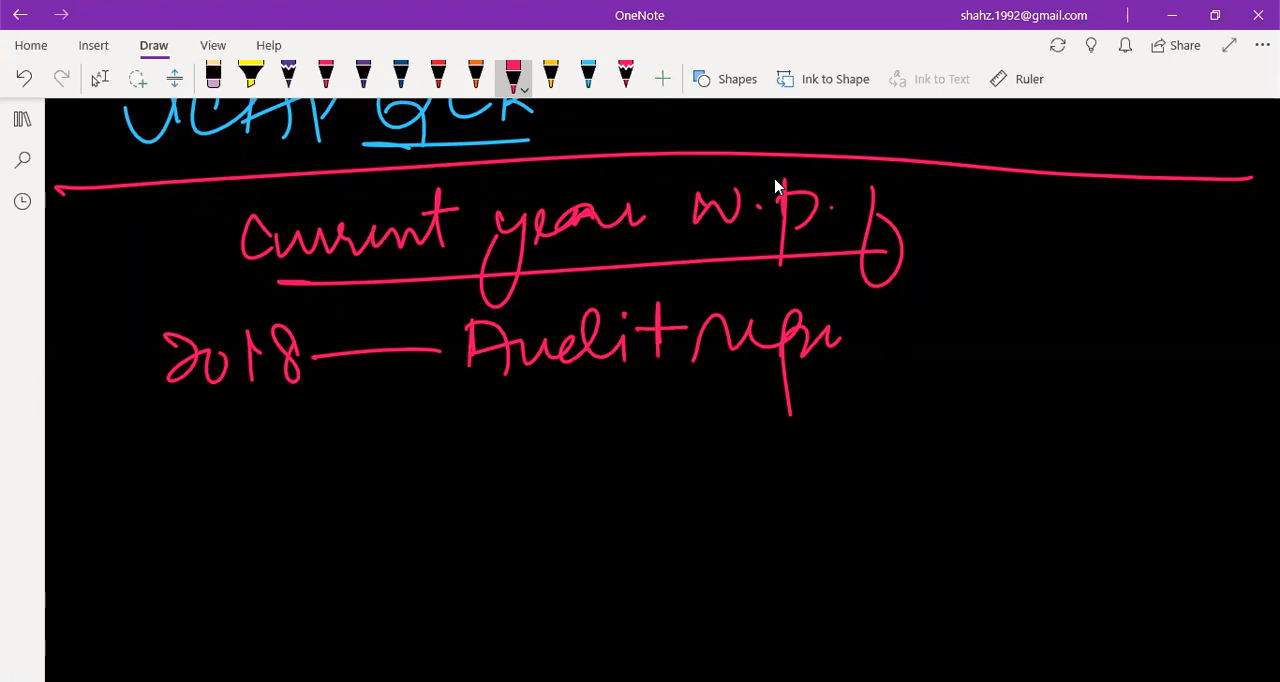 OneNote
shahz.1992@gmail.com
Home Insert Draw View Help
Share
Shapes Ink to Shape Ink to Text Ruler
Current year W.P. f
2018 — Audit